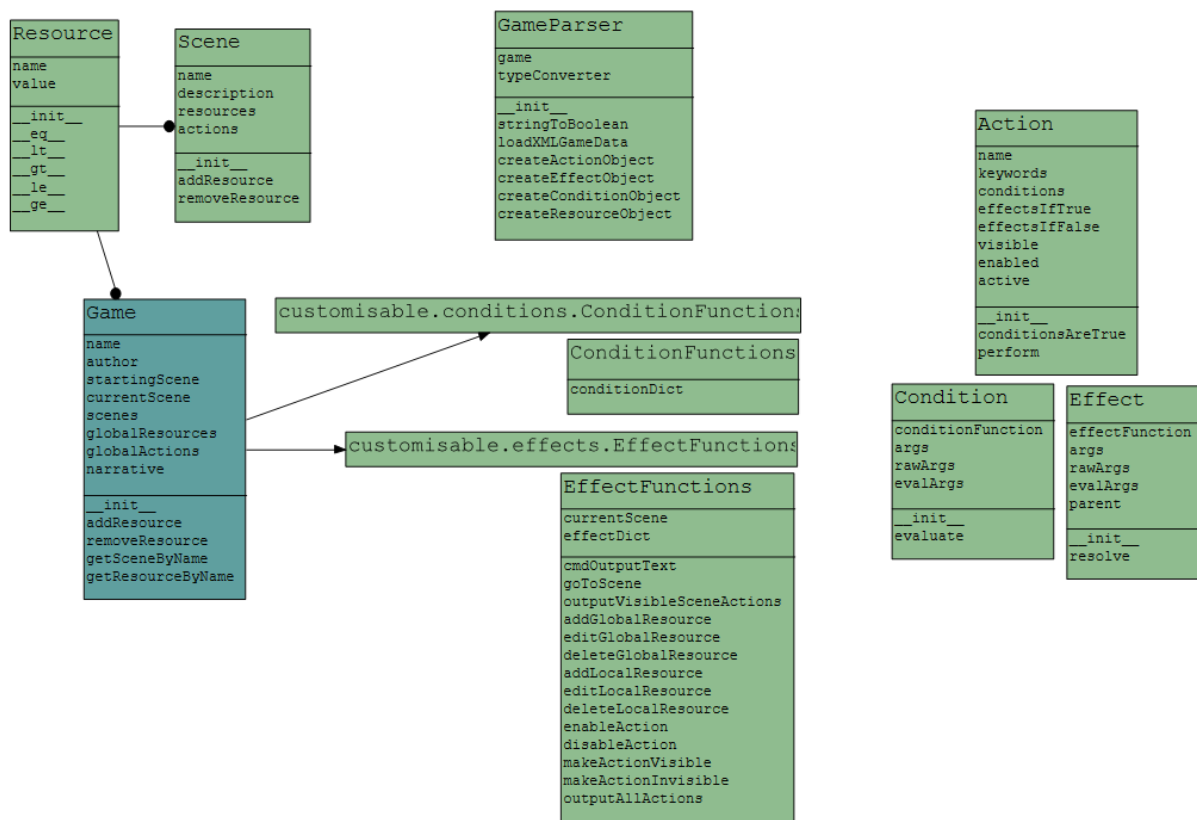 Resource
name
value
__init__
__eq__
__lt__
__gt__
__le__
__ge__
Scene
name
description
resources
actions
__init__
addResource
removeResource
GameParser
game
typeConverter
__init__
stringToBoolean
loadXMLGameData
createActionObject
createEffectObject
createConditionObject
createResourceObject
Action
name
keywords
conditions
effectsIfTrue
effectsIfFalse
visible
enabled
active
__init__
conditionsAreTrue
perform
Game
name
author
startingScene
currentScene
scenes
globalResources
globalActions
narrative
__init__
addResource
removeResource
getSceneByName
getResourceByName
customisable.conditions.ConditionFunctions
ConditionFunctions
conditionDict
customisable.effects.EffectFunctions
EffectFunctions
currentScene
effectDict
cmdOutputText
goToScene
outputVisibleSceneActions
addGlobalResource
editGlobalResource
deleteGlobalResource
addLocalResource
editLocalResource
deleteLocalResource
enableAction
disableAction
makeActionVisible
makeActionInvisible
outputAllActions
Condition
conditionFunction
args
rawArgs
evalArgs
__init__
evaluate
Effect
effectFunction
args
rawArgs
evalArgs
parent
__init__
resolve